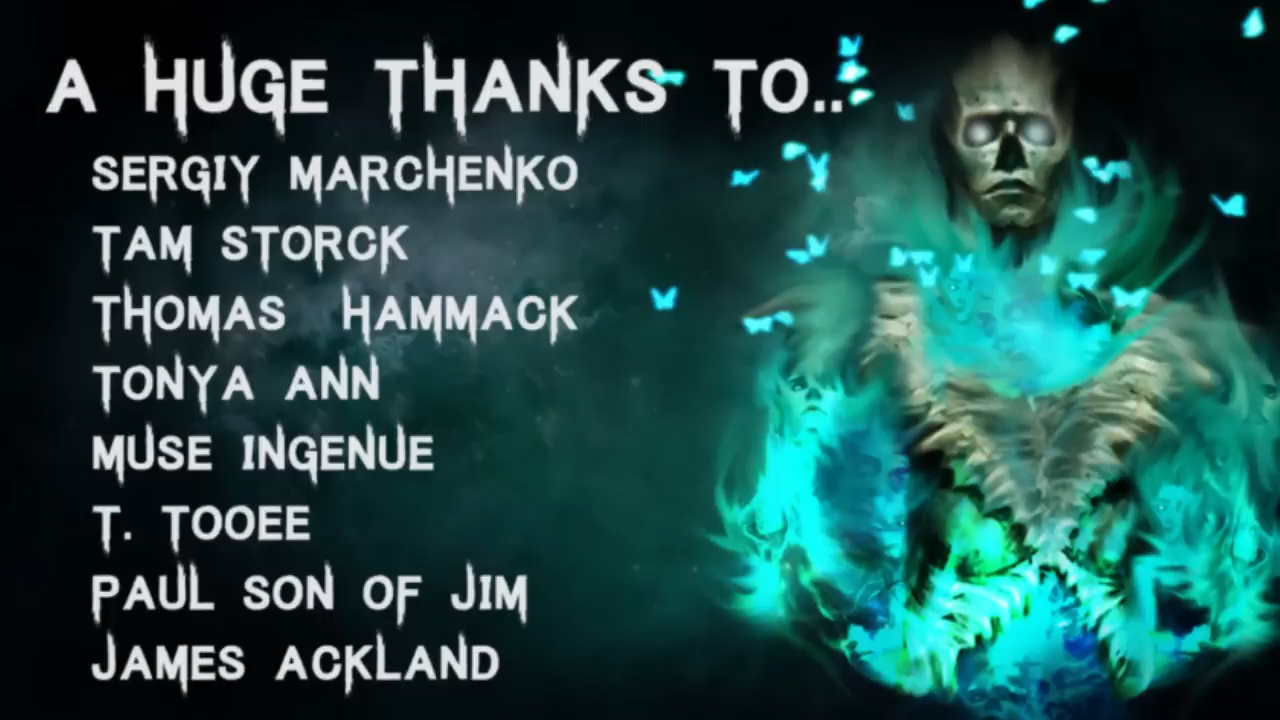 A HUGE THANKS TO..
SERGIY MARCHENKO
TAM STORCK
THOMAS HAMMACK
TONYA ANN
MUSE INGENUE
T. TOOEE
PAUL SON OF JIM
JAMES ACKLAND